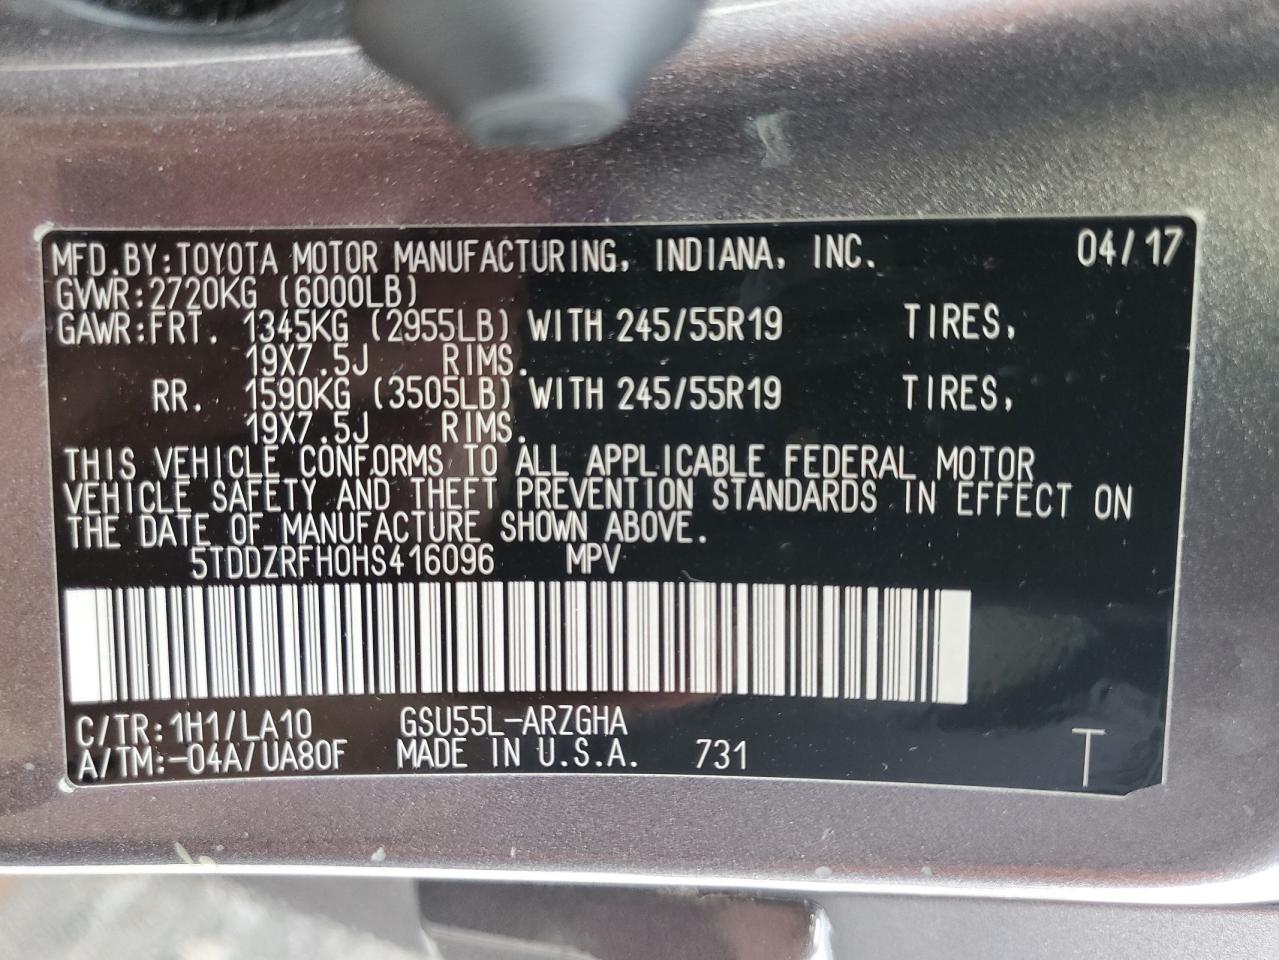 MFD.BY:TOYOTA MOTOR MANUFACTURING, INDIANA, INC. 04/17
GVWR:2720KG (6000LB)
GAWR:FRT. 1345KG (2955LB) WITH 245/55R19 TIRES,
19X7.5J RIMS.
RR. 1590KG (3505LB) WITH 245/55R19 TIRES,
19X7.5J RIMS.
THIS VEHICLE CONFORMS TO ALL APPLICABLE FEDERAL MOTOR
VEHICLE SAFETY AND THEFT PREVENTION STANDARDS IN EFFECT ON
THE DATE OF MANUFACTURE SHOWN ABOVE.
5TDDZRFH0HS416096 MPV
C/TR:1H1/LA10 GSU55L-ARZGHA
A/TM:-04A/UA80F MADE IN U.S.A. 731 T